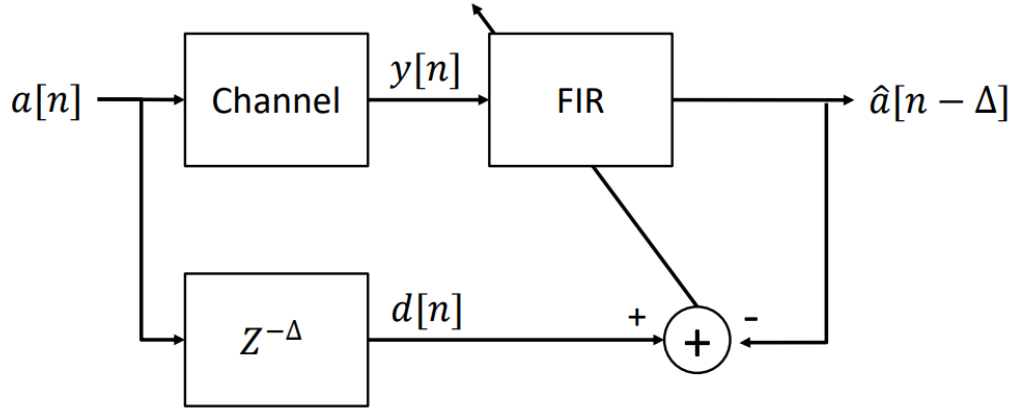 a[n]
Channel
y[n]
FIR
â[n − Δ]
Z^{−Δ}
d[n]
+
+
-